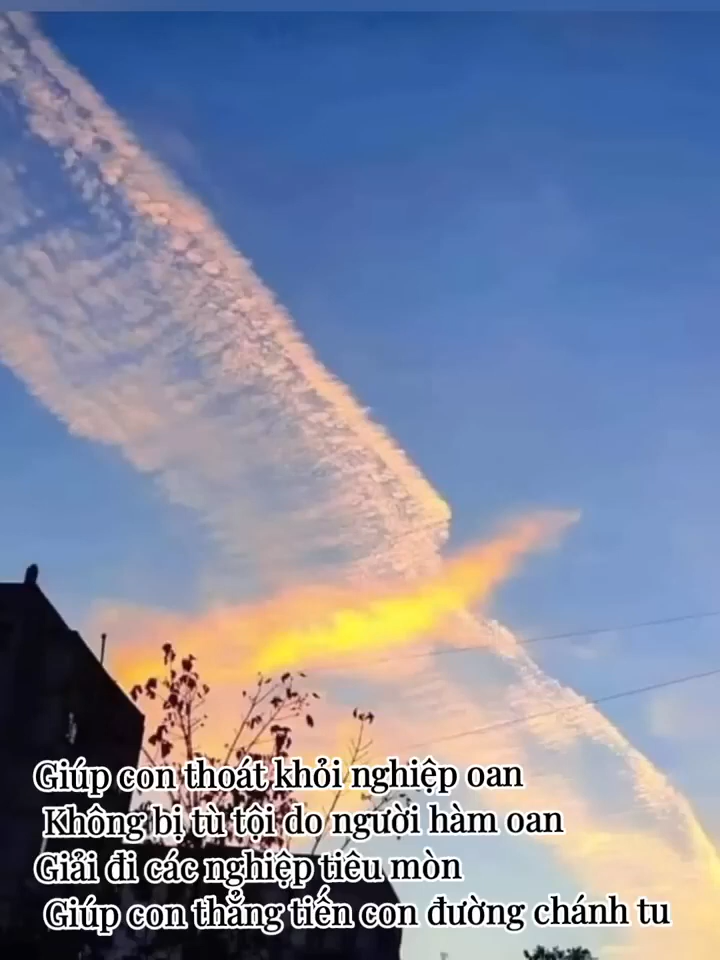 Giúp con thoát khỏi nghiệp oan
Không bị tù tội do người hàm oan
Giải đi các nghiệp tiêu mòn
Giúp con thẳng tiến con đường chánh tu